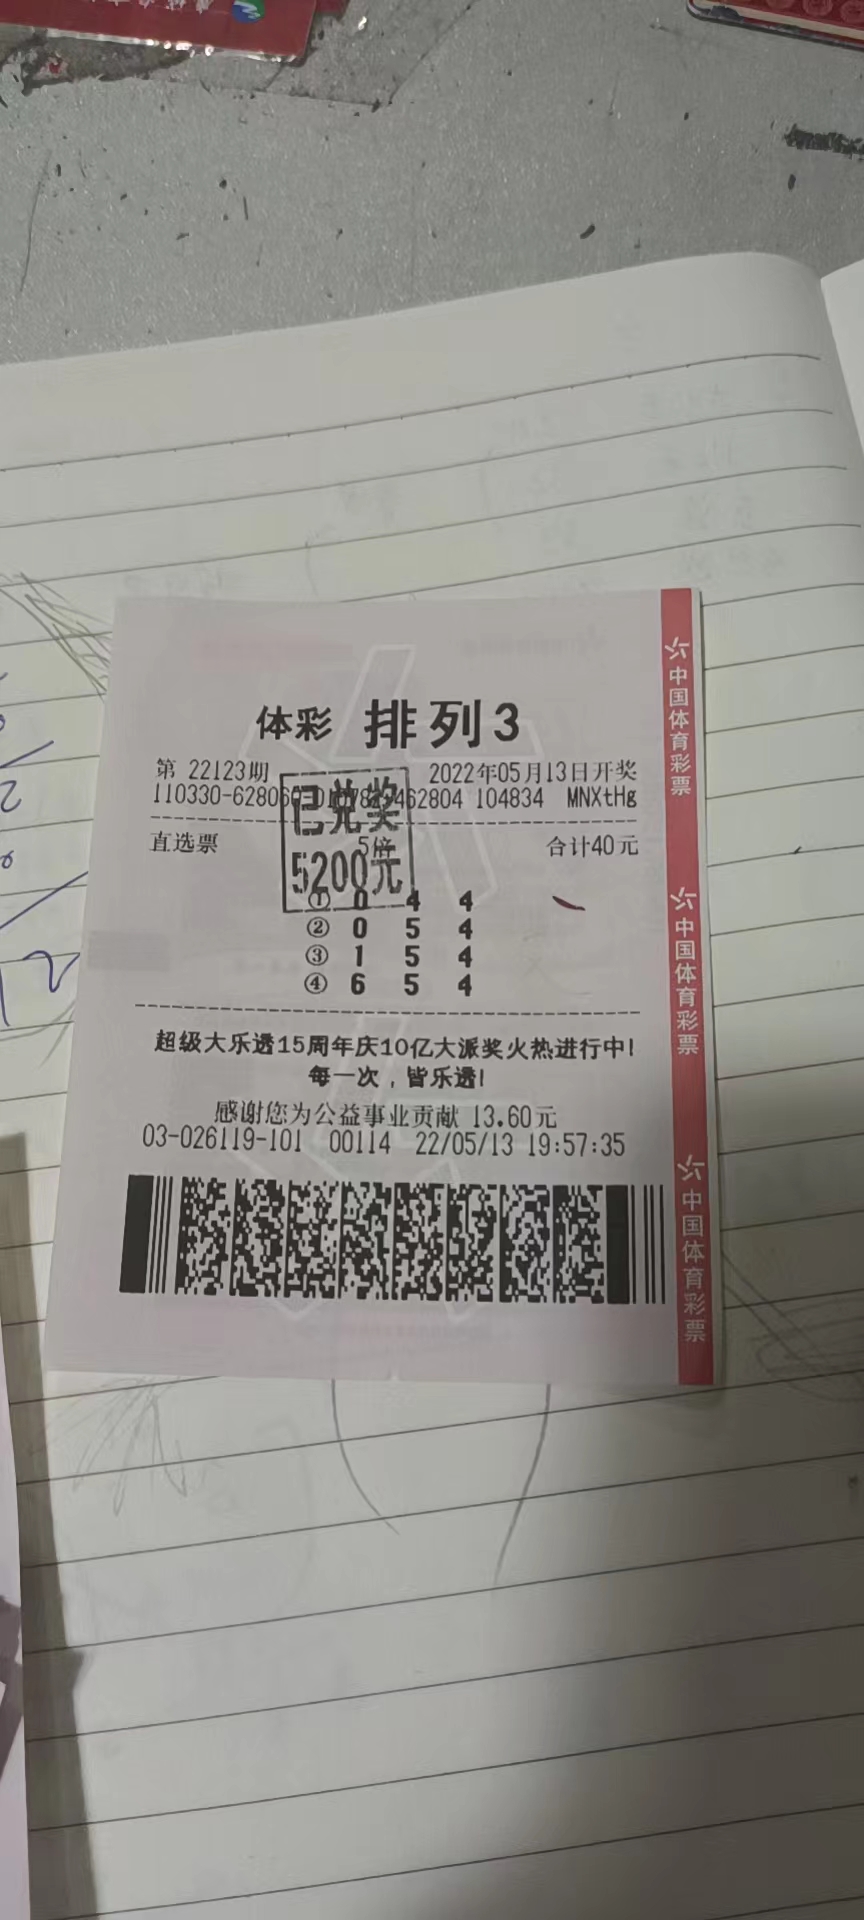 体彩 排列3
第 22123期 2022年05月13日开奖
已兑奖
462804 104834 MNXtHg
直选票 5倍 合计40元
5200元
① 0 4 4
② 0 5 4
③ 1 5 4
④ 6 5 4
超级大乐透15周年庆10亿大派奖火热进行中!
每一次，皆乐透!
感谢您为公益事业贡献 13.60元
03-026119-101 00114 22/05/13 19:57:35
中国体育彩票
中国体育彩票
中国体育彩票